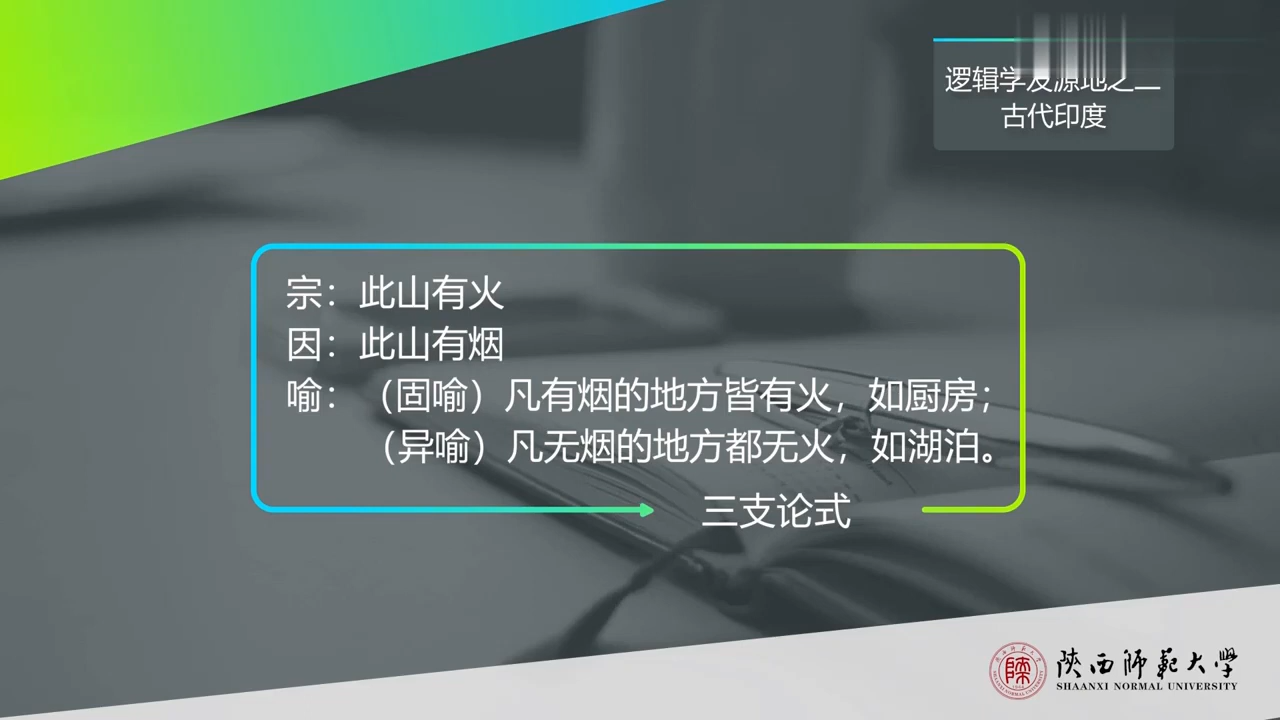 逻辑学发源地之二
古代印度
宗：此山有火
因：此山有烟
喻：（固喻）凡有烟的地方皆有火，如厨房；
（异喻）凡无烟的地方都无火，如湖泊。
三支论式
陕西师范大学
SHAANXI NORMAL UNIVERSITY